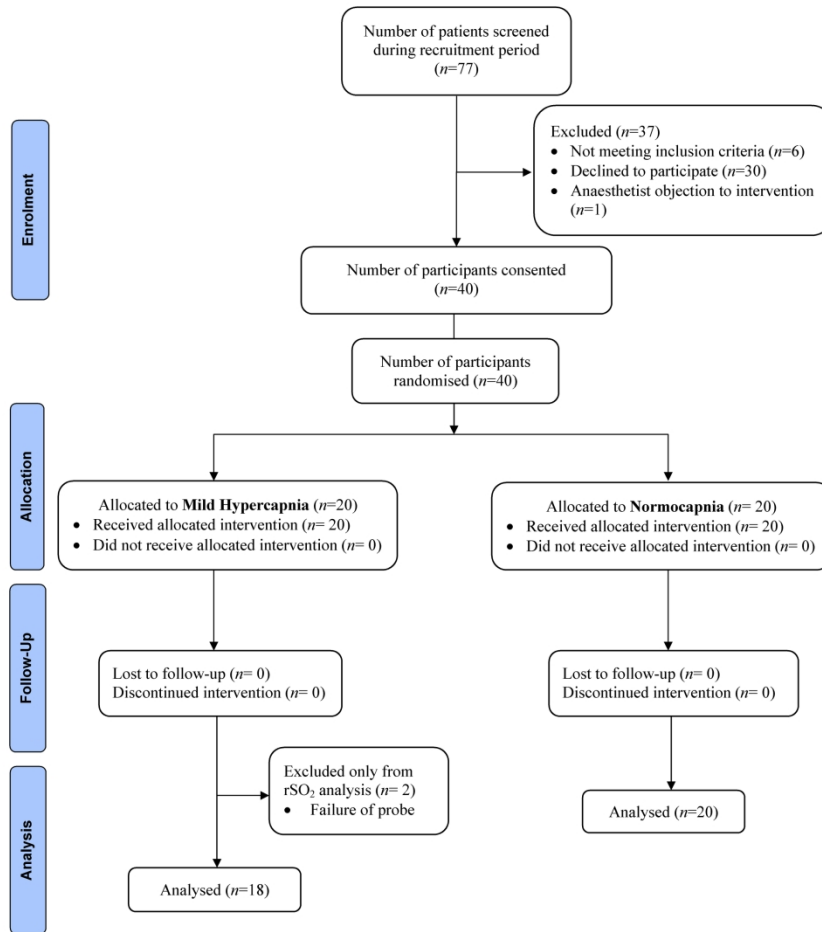 Number of patients screened
during recruitment period
(n=77)
Enrolment
Excluded (n=37)
• Not meeting inclusion criteria (n=6)
• Declined to participate (n=30)
• Anaesthetist objection to intervention
(n=1)
Number of participants consented
(n=40)
Number of participants
randomised (n=40)
Allocation
Allocated to Mild Hypercapnia (n=20)
• Received allocated intervention (n= 20)
• Did not receive allocated intervention (n= 0)
Allocated to Normocapnia (n= 20)
• Received allocated intervention (n= 20)
• Did not receive allocated intervention (n= 0)
Follow-Up
Lost to follow-up (n= 0)
Discontinued intervention (n= 0)
Lost to follow-up (n= 0)
Discontinued intervention (n= 0)
Analysis
Excluded only from
rSO₂ analysis (n= 2)
• Failure of probe
Analysed (n=18)
Analysed (n=20)